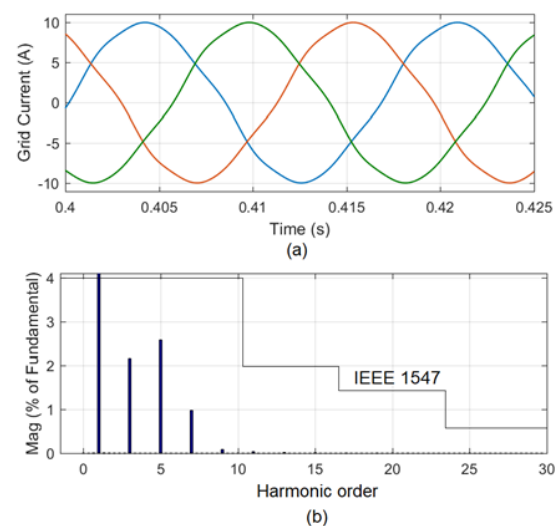 10
5
0
-5
-10
Grid Current (A)
0.4 0.405 0.41 0.415 0.42 0.425
Time (s)
(a)
4
3
2
1
0
Mag (% of Fundamental)
IEEE 1547
0 5 10 15 20 25 30
Harmonic order
(b)